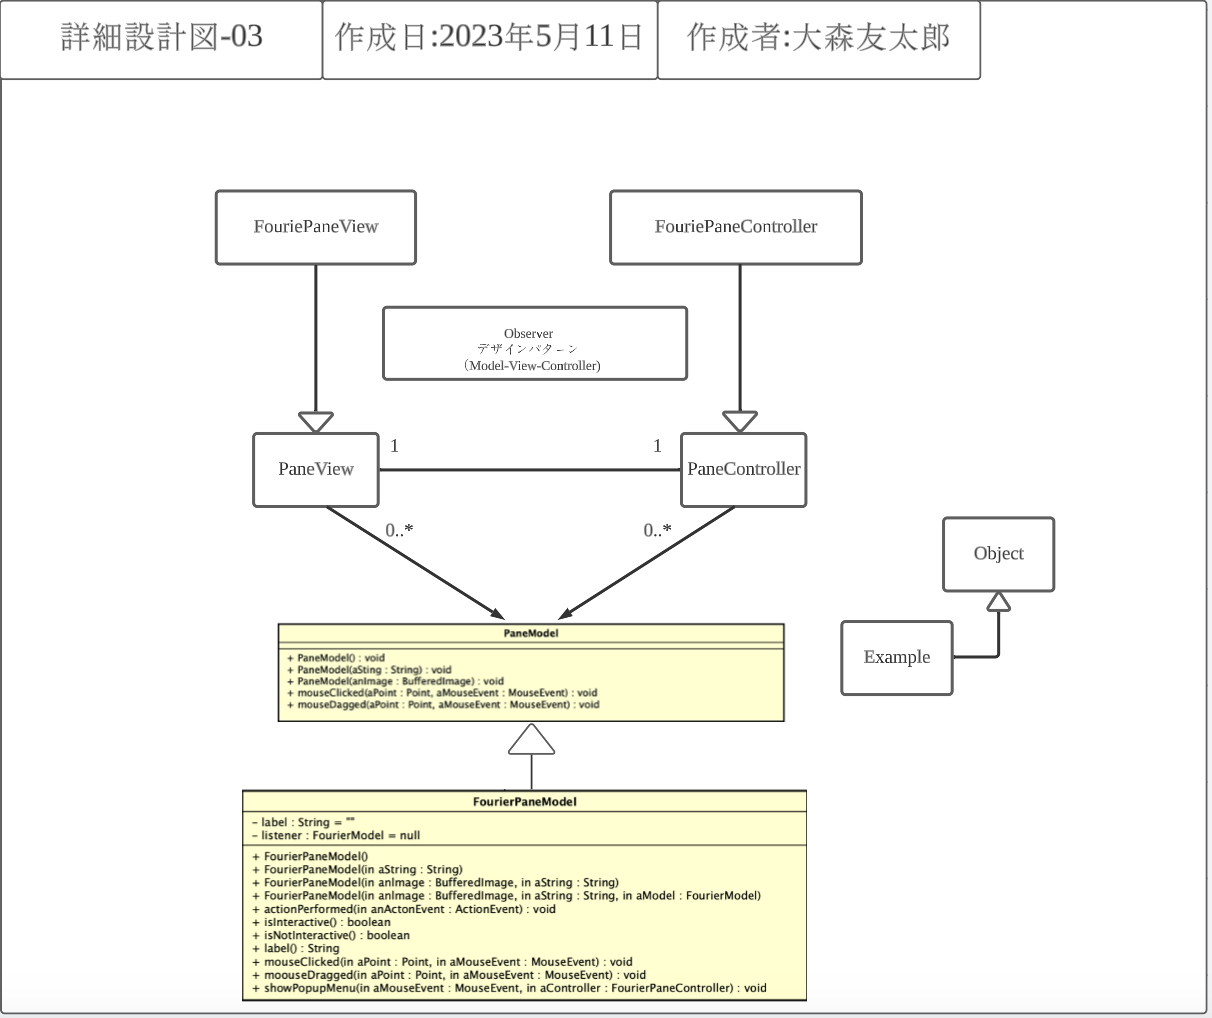 詳細設計図-03
作成日:2023年5月11日
作成者:大森友太郎
FouriePaneView
FouriePaneController
Observer
デザインパターン
(Model-View-Controller)
1
1
PaneView
PaneController
0..*
0..*
Object
Example
PaneModel
+ PaneModel() : void
+ PaneModel(aSting : String) : void
+ PaneModel(anImage : BufferedImage) : void
+ mouseClicked(aPoint : Point, aMouseEvent : MouseEvent) : void
+ mouseDagged(aPoint : Point, aMouseEvent : MouseEvent) : void
FourierPaneModel
- label : String = ""
- listener : FourierModel = null
+ FourierPaneModel()
+ FourierPaneModel(in aString : String)
+ FourierPaneModel(in anImage : BufferedImage, in aString : String)
+ FourierPaneModel(in anImage : BufferedImage, in aString : String, in aModel : FourierModel)
+ actionPerformed(in anActonEvent : ActionEvent) : void
+ isInteractive() : boolean
+ isNotInteractive() : boolean
+ label() : String
+ mouseClicked(in aPoint : Point, in aMouseEvent : MouseEvent) : void
+ moouseDragged(in aPoint : Point, in aMouseEvent : MouseEvent) : void
+ showPopupMenu(in aMouseEvent : MouseEvent, in aController : FourierPaneController) : void